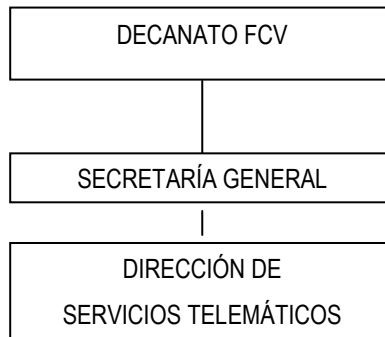 DECANATO FCV
SECRETARÍA GENERAL
DIRECCIÓN DE
SERVICIOS TELEMÁTICOS